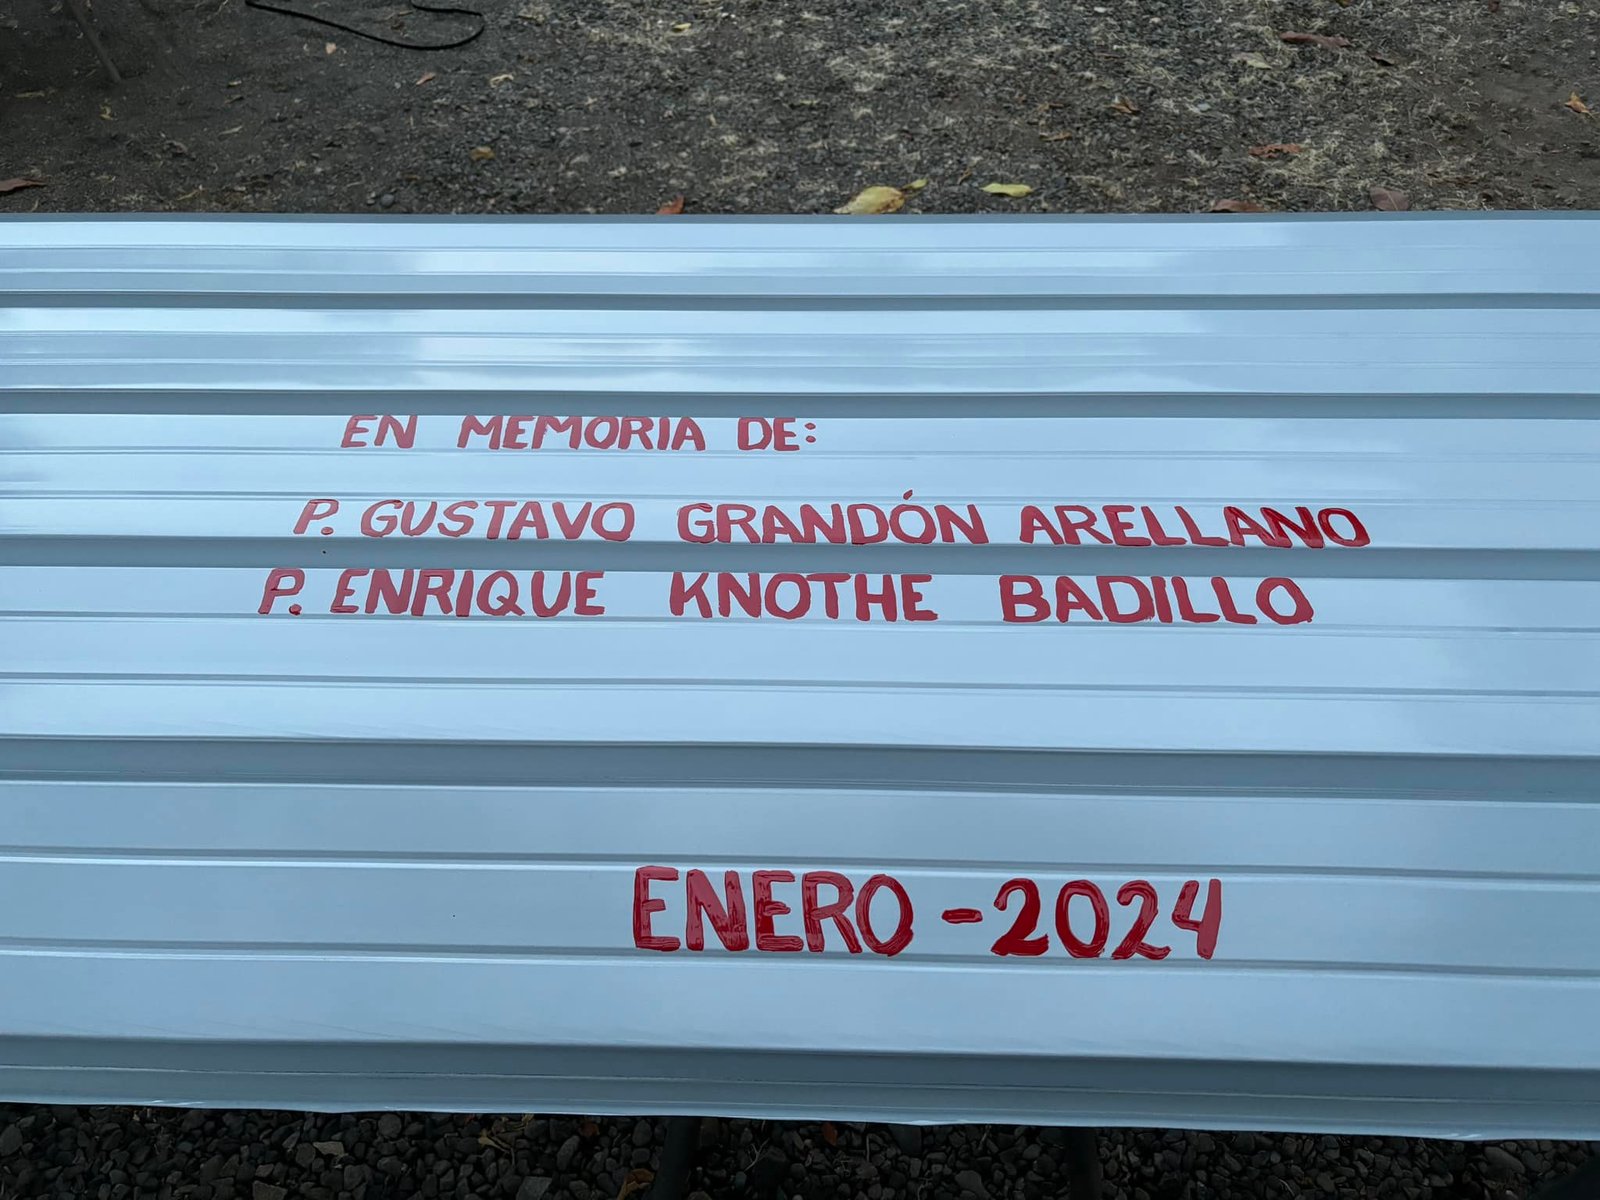 EN MEMORIA DE:
P. GUSTAVO GRANDÓN ARELLANO
P. ENRIQUE KNOTHE BADILLO
ENERO - 2024